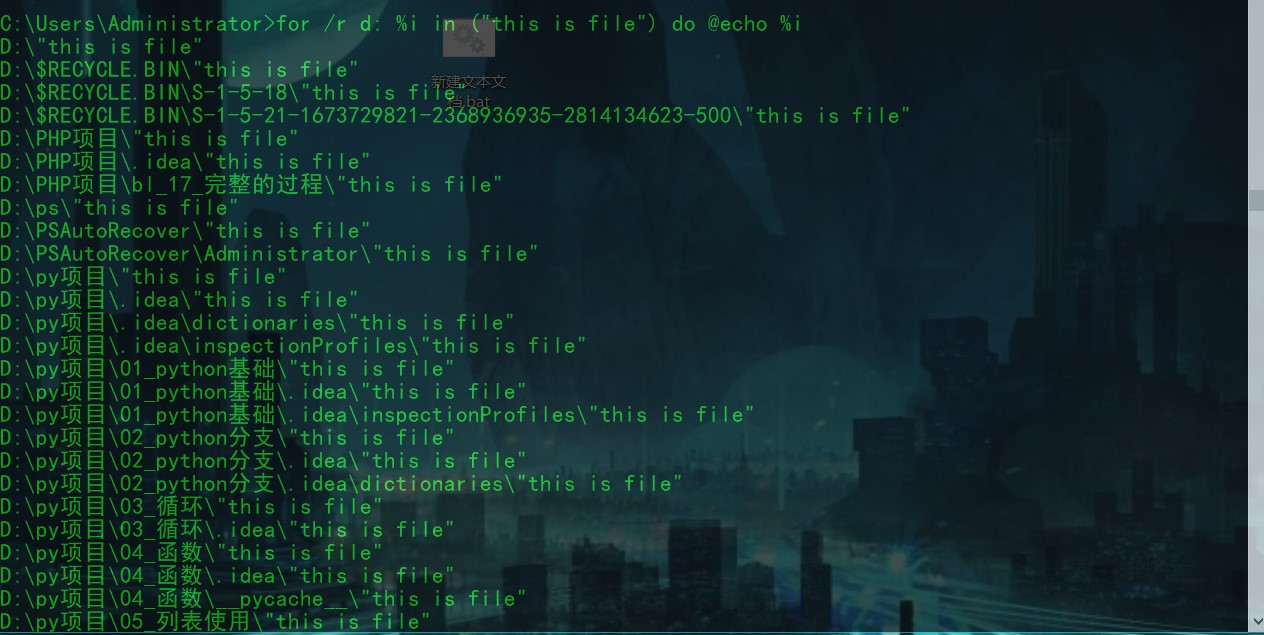 C:\Users\Administrator>for /r d: %i in ("this is file") do @echo %i
D:\"this is file"
D:\$RECYCLE.BIN\"this is file"
D:\$RECYCLE.BIN\S-1-5-18\"this is file"
D:\$RECYCLE.BIN\S-1-5-21-1673729821-2368936935-2814134623-500\"this is file"
D:\PHP项目\"this is file"
D:\PHP项目\.idea\"this is file"
D:\PHP项目\bl_17_完整的过程\"this is file"
D:\ps\"this is file"
D:\PSAutoRecover\"this is file"
D:\PSAutoRecover\Administrator\"this is file"
D:\py项目\"this is file"
D:\py项目\.idea\"this is file"
D:\py项目\.idea\dictionaries\"this is file"
D:\py项目\.idea\inspectionProfiles\"this is file"
D:\py项目\01_python基础\"this is file"
D:\py项目\01_python基础\.idea\"this is file"
D:\py项目\01_python基础\.idea\inspectionProfiles\"this is file"
D:\py项目\02_python分支\"this is file"
D:\py项目\02_python分支\.idea\"this is file"
D:\py项目\02_python分支\.idea\dictionaries\"this is file"
D:\py项目\03_循环\"this is file"
D:\py项目\03_循环\.idea\"this is file"
D:\py项目\04_函数\"this is file"
D:\py项目\04_函数\.idea\"this is file"
D:\py项目\04_函数\__pycache__\"this is file"
D:\py项目\05_列表使用\"this is file"
新建文本文
档.bat